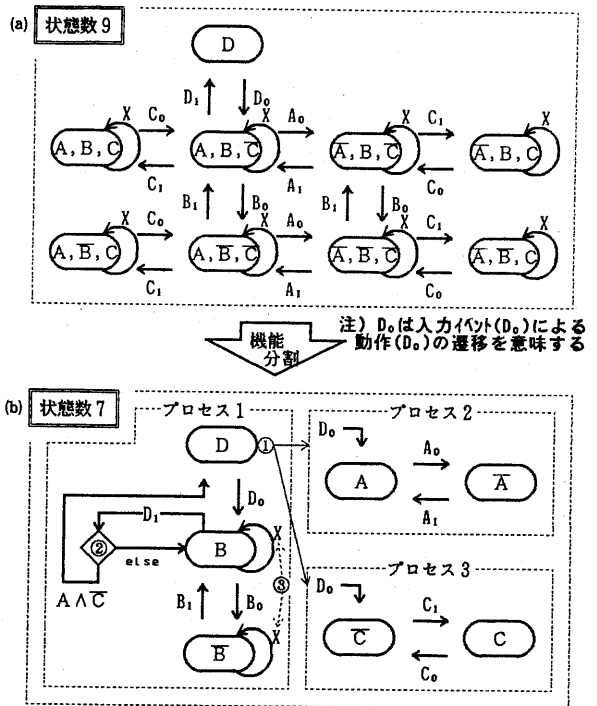 (a) 状態数9
D
D₁ D₀
X C₀ X A₀ X C₁ X
A, B, C A, B, C̅ A̅, B, C̅ A̅, B, C
C₁ A₁ C₀
B₁ B₀ B₁ B₀
X C₀ X A₀ X C₁ X
A, B̅, C A, B̅, C̅ A̅, B̅, C̅ A̅, B̅, C
C₁ A₁ C₀
機能
分割
注) D₀は入力イベント(D₀)による
動作(D₀)の遷移を意味する
(b) 状態数7
プロセス1
D ①
D₀
D₁
②
else
B
X
③
A∧C̅
B₁ B₀
B̅
X
プロセス2
D₀
A₀
A A̅
A₁
プロセス3
D₀
C₁
C̅ C
C₀